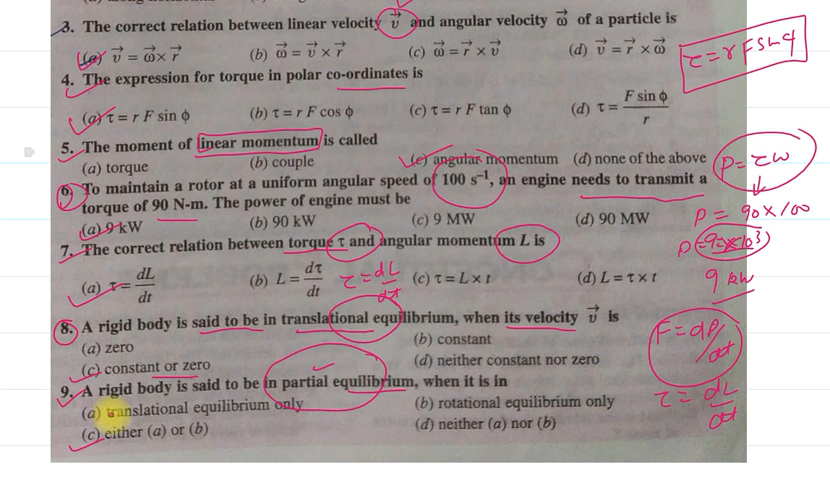 3. The correct relation between linear velocity v⃗ and angular velocity ω⃗ of a particle is
(a) v⃗ = ω⃗ × r⃗ (b) ω⃗ = v⃗ × r⃗ (c) ω⃗ = r⃗ × v⃗ (d) v⃗ = r⃗ × ω⃗
τ = r F sin φ
4. The expression for torque in polar co-ordinates is
(a) τ = r F sin ϕ (b) τ = r F cos ϕ (c) τ = r F tan ϕ (d) τ = F sin ϕ / r
5. The moment of linear momentum is called
(a) torque (b) couple (c) angular momentum (d) none of the above
P = τω
6. To maintain a rotor at a uniform angular speed of 100 s⁻¹, an engine needs to transmit a
torque of 90 N-m. The power of engine must be
P = 90×100
(a) 9 kW (b) 90 kW (c) 9 MW (d) 90 MW
7. The correct relation between torque τ and angular momentum L is
9 kw
(a) τ = dL/dt (b) L = dτ/dt τ = dL/dt (c) τ = L × t (d) L = τ × t
8. A rigid body is said to be in translational equilibrium, when its velocity v⃗ is
(a) zero (b) constant
F = dP/dt
(c) constant or zero (d) neither constant nor zero
9. A rigid body is said to be in partial equilibrium, when it is in
(a) translational equilibrium only (b) rotational equilibrium only
τ = dL/dt
(c) either (a) or (b) (d) neither (a) nor (b)